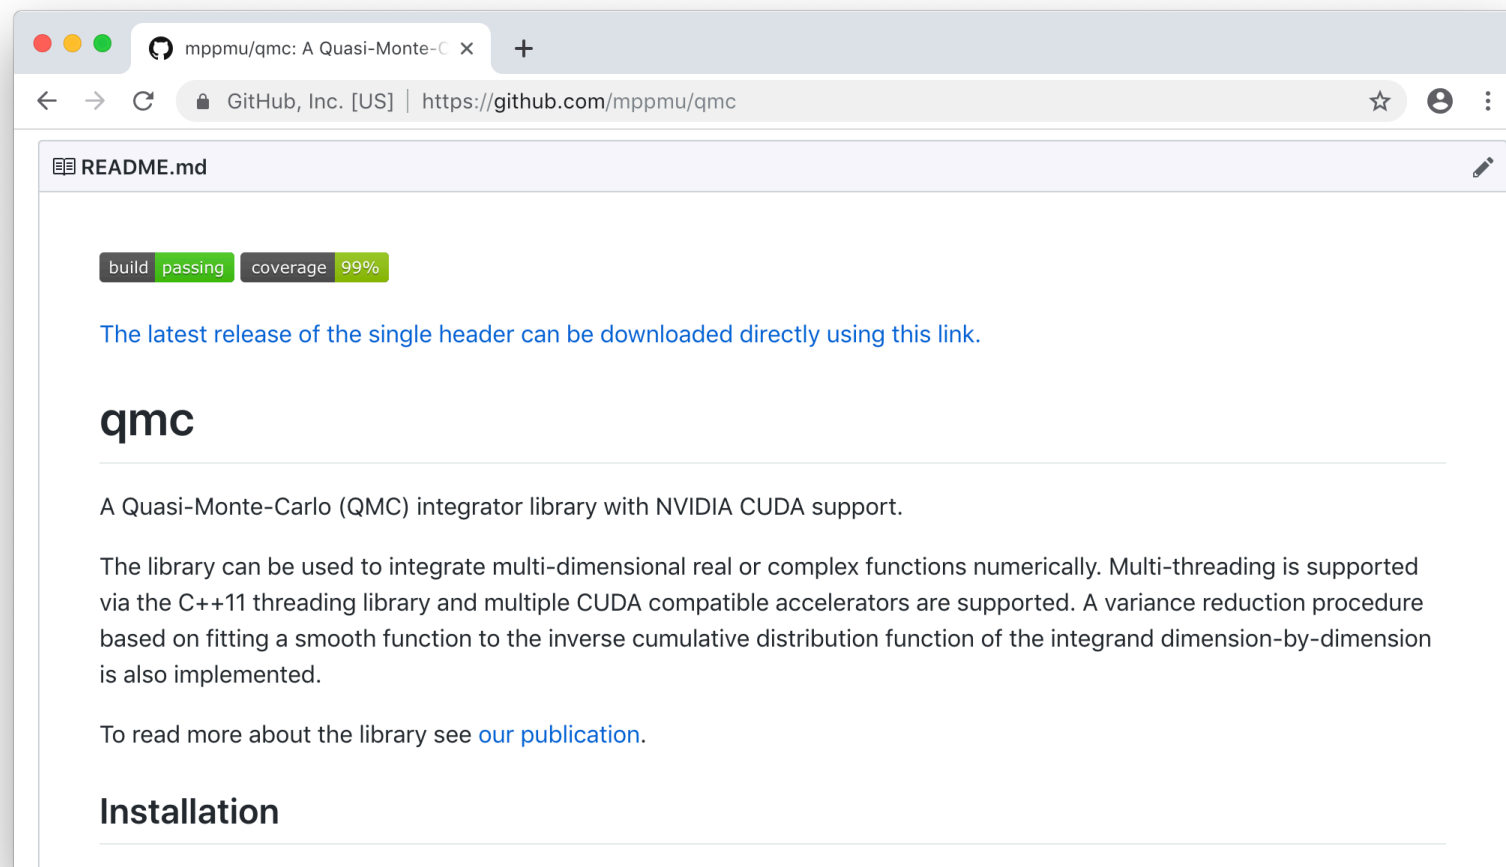 mppmu/qmc: A Quasi-Monte-C
GitHub, Inc. [US] | https://github.com/mppmu/qmc
README.md
build passing coverage 99%
The latest release of the single header can be downloaded directly using this link.
qmc
A Quasi-Monte-Carlo (QMC) integrator library with NVIDIA CUDA support.
The library can be used to integrate multi-dimensional real or complex functions numerically. Multi-threading is supported
via the C++11 threading library and multiple CUDA compatible accelerators are supported. A variance reduction procedure
based on fitting a smooth function to the inverse cumulative distribution function of the integrand dimension-by-dimension
is also implemented.
To read more about the library see our publication.
Installation